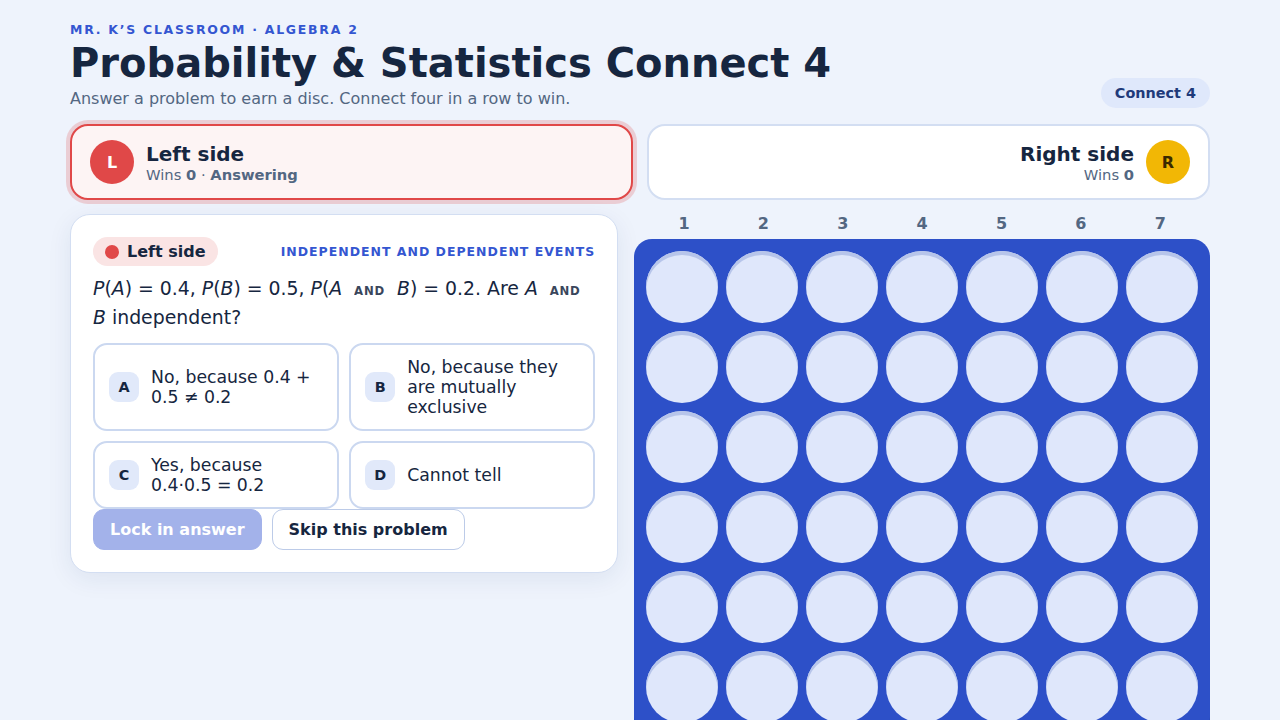 MR. K’S CLASSROOM · ALGEBRA 2
Probability & Statistics Connect 4
Answer a problem to earn a disc. Connect four in a row to win.
Connect 4
L
Left side
Wins 0 · Answering
Right side
Wins 0
R
Left side
INDEPENDENT AND DEPENDENT EVENTS
P(A) = 0.4, P(B) = 0.5, P(A AND B) = 0.2. Are A AND
B independent?
A
No, because 0.4 +
0.5 ≠ 0.2
B
No, because they
are mutually
exclusive
C
Yes, because
0.4·0.5 = 0.2
D
Cannot tell
Lock in answer
Skip this problem
1 2 3 4 5 6 7